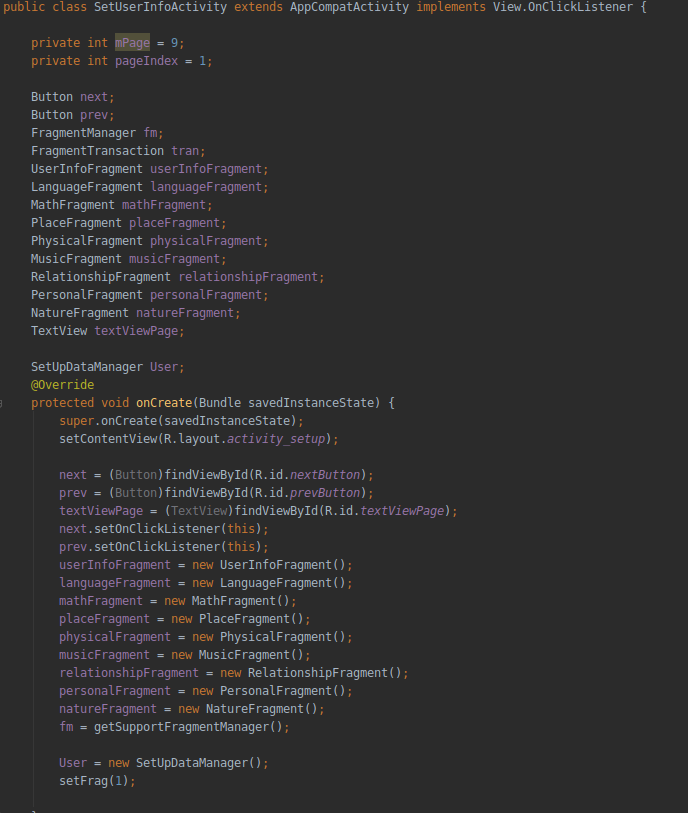 public class SetUserInfoActivity extends AppCompatActivity implements View.OnClickListener {
private int mPage = 9;
private int pageIndex = 1;
Button next;
Button prev;
FragmentManager fm;
FragmentTransaction tran;
UserInfoFragment userInfoFragment;
LanguageFragment languageFragment;
MathFragment mathFragment;
PlaceFragment placeFragment;
PhysicalFragment physicalFragment;
MusicFragment musicFragment;
RelationshipFragment relationshipFragment;
PersonalFragment personalFragment;
NatureFragment natureFragment;
TextView textViewPage;
SetUpDataManager User;
@Override
protected void onCreate(Bundle savedInstanceState) {
super.onCreate(savedInstanceState);
setContentView(R.layout.activity_setup);
next = (Button)findViewById(R.id.nextButton);
prev = (Button)findViewById(R.id.prevButton);
textViewPage = (TextView)findViewById(R.id.textViewPage);
next.setOnClickListener(this);
prev.setOnClickListener(this);
userInfoFragment = new UserInfoFragment();
languageFragment = new LanguageFragment();
mathFragment = new MathFragment();
placeFragment = new PlaceFragment();
physicalFragment = new PhysicalFragment();
musicFragment = new MusicFragment();
relationshipFragment = new RelationshipFragment();
personalFragment = new PersonalFragment();
natureFragment = new NatureFragment();
fm = getSupportFragmentManager();
User = new SetUpDataManager();
setFrag(1);